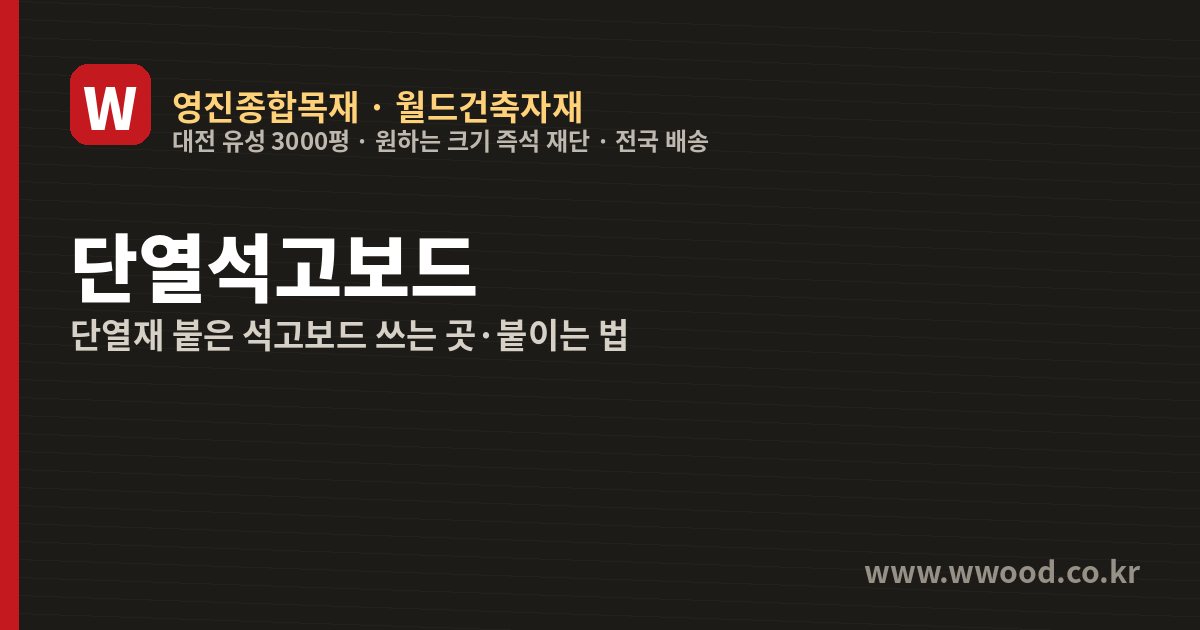 W
영진종합목재 · 월드건축자재
대전 유성 3000평 · 원하는 크기 즉석 재단 · 전국 배송
단열석고보드
단열재 붙은 석고보드 쓰는 곳·붙이는 법
www.wwood.co.kr